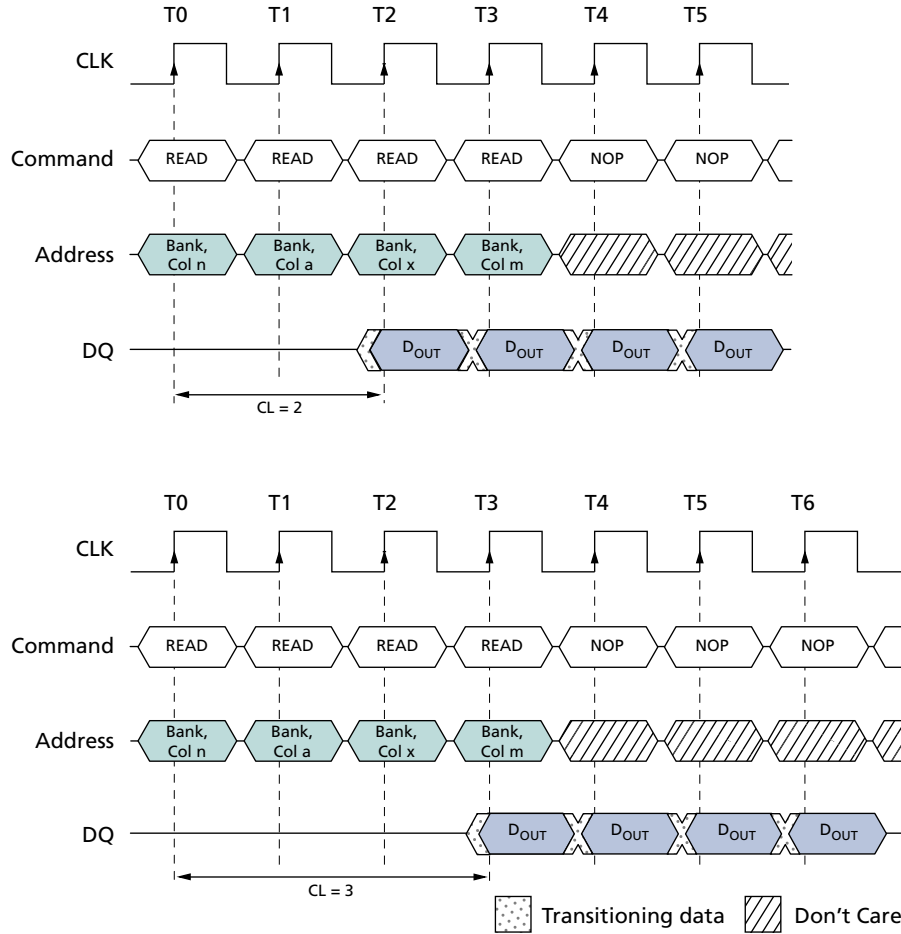 T0 T1 T2 T3 T4 T5
CLK
Command READ READ READ READ NOP NOP
Address Bank, Col n Bank, Col a Bank, Col x Bank, Col m
DQ DOUT DOUT DOUT DOUT
CL = 2
T0 T1 T2 T3 T4 T5 T6
CLK
Command READ READ READ READ NOP NOP NOP
Address Bank, Col n Bank, Col a Bank, Col x Bank, Col m
DQ DOUT DOUT DOUT DOUT
CL = 3
Transitioning data Don't Care